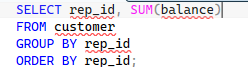 SELECT rep_id, SUM(balance)
FROM customer
GROUP BY rep_id
ORDER BY rep_id;